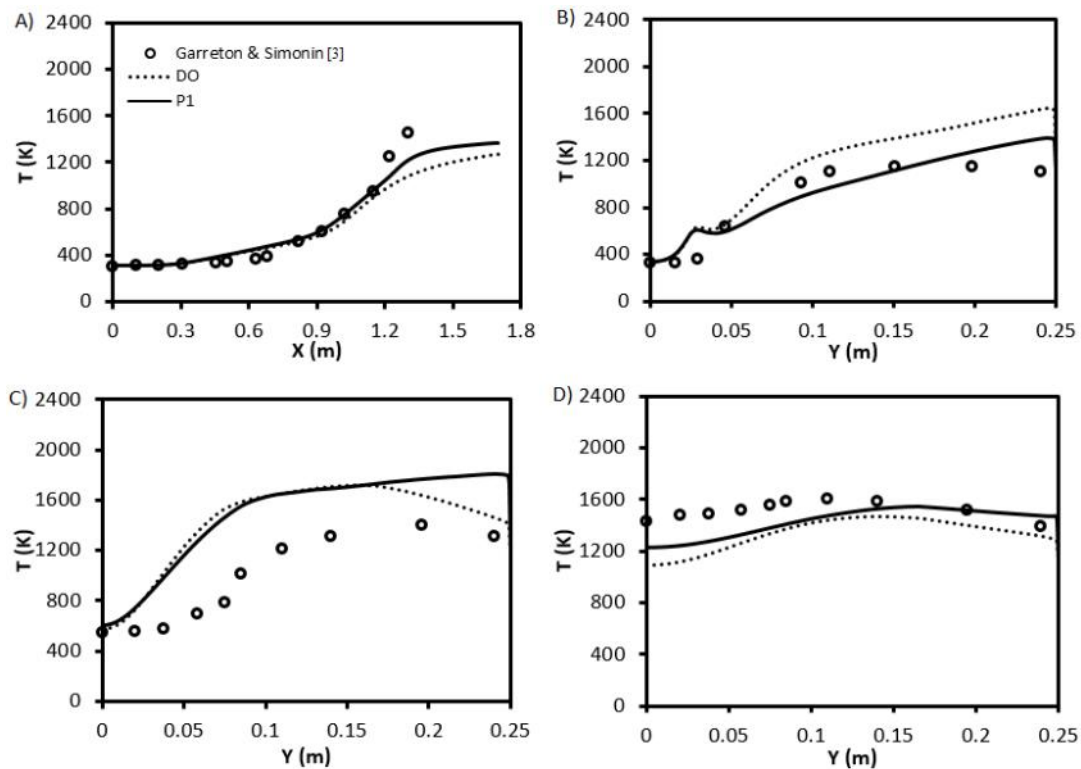 A) 2400
2000
1600
1200
800
400
0
T (K)
Garreton & Simonin [3]
DO
P1
0 0.3 0.6 0.9 1.2 1.5 1.8
X (m)
B) 2400
2000
1600
1200
800
400
0
T (K)
0 0.05 0.1 0.15 0.2 0.25
Y (m)
C) 2400
2000
1600
1200
800
400
0
T (K)
0 0.05 0.1 0.15 0.2 0.25
Y (m)
D) 2400
2000
1600
1200
800
400
0
T (K)
0 0.05 0.1 0.15 0.2 0.25
Y (m)